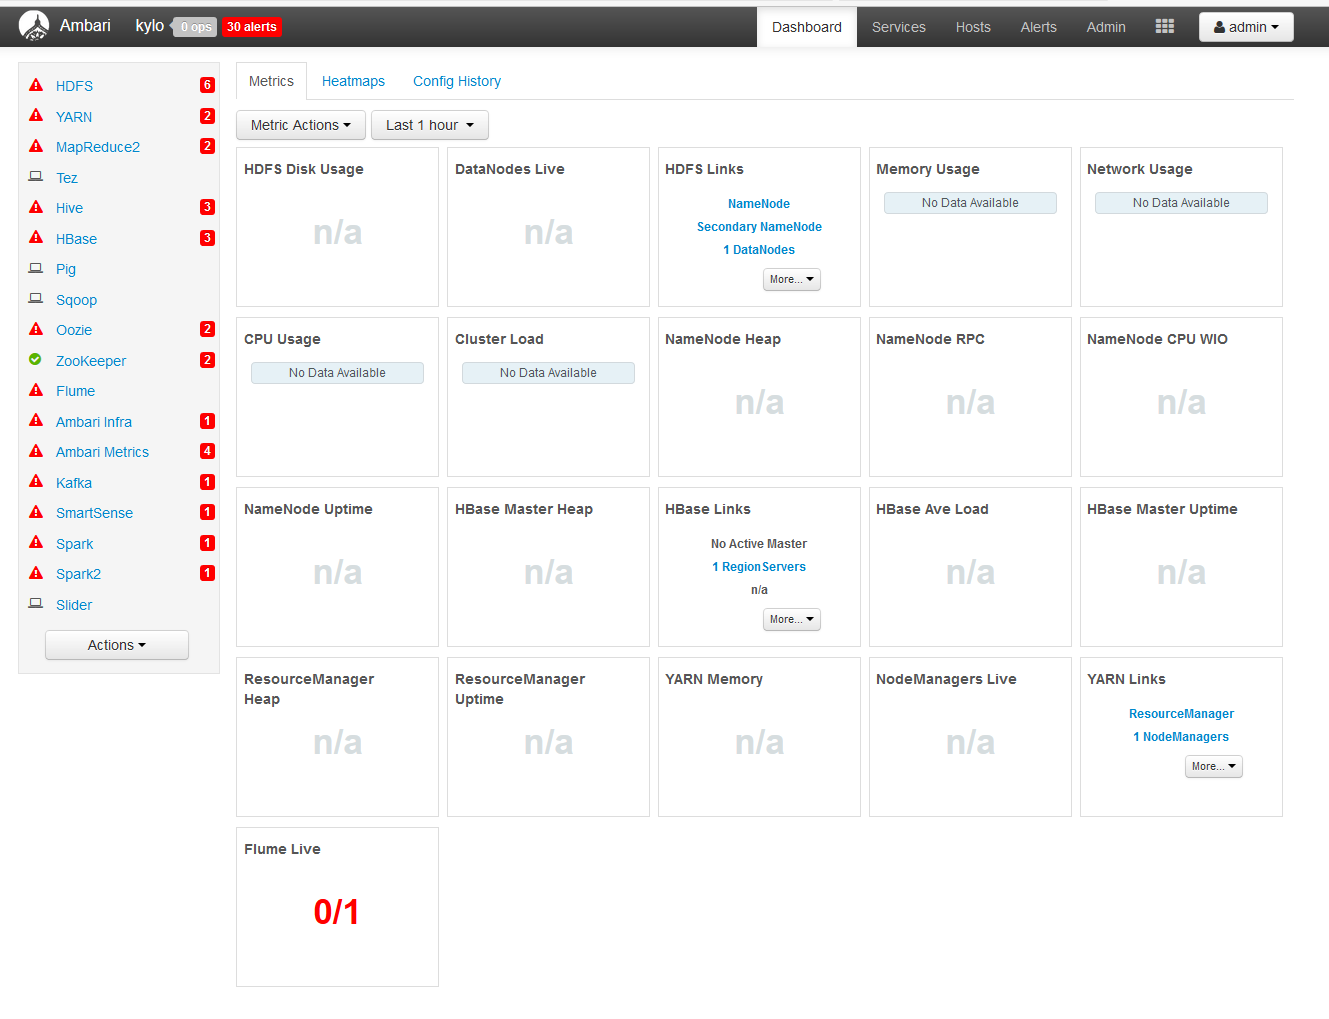 Ambari kylo 0 ops 30 alerts Dashboard Services Hosts Alerts Admin admin
HDFS 6
YARN 2
MapReduce2 2
Tez
Hive 3
HBase 3
Pig
Sqoop
Oozie 2
ZooKeeper 2
Flume
Ambari Infra 1
Ambari Metrics 4
Kafka 1
SmartSense 1
Spark 1
Spark2 1
Slider
Actions
Metrics Heatmaps Config History
Metric Actions Last 1 hour
HDFS Disk Usage
n/a
DataNodes Live
n/a
HDFS Links
NameNode
Secondary NameNode
1 DataNodes
More...
Memory Usage
No Data Available
Network Usage
No Data Available
CPU Usage
No Data Available
Cluster Load
No Data Available
NameNode Heap
n/a
NameNode RPC
n/a
NameNode CPU WIO
n/a
NameNode Uptime
n/a
HBase Master Heap
n/a
HBase Links
No Active Master
1 RegionServers
n/a
More...
HBase Ave Load
n/a
HBase Master Uptime
n/a
ResourceManager
Heap
n/a
ResourceManager
Uptime
n/a
YARN Memory
n/a
NodeManagers Live
n/a
YARN Links
ResourceManager
1 NodeManagers
More...
Flume Live
0/1